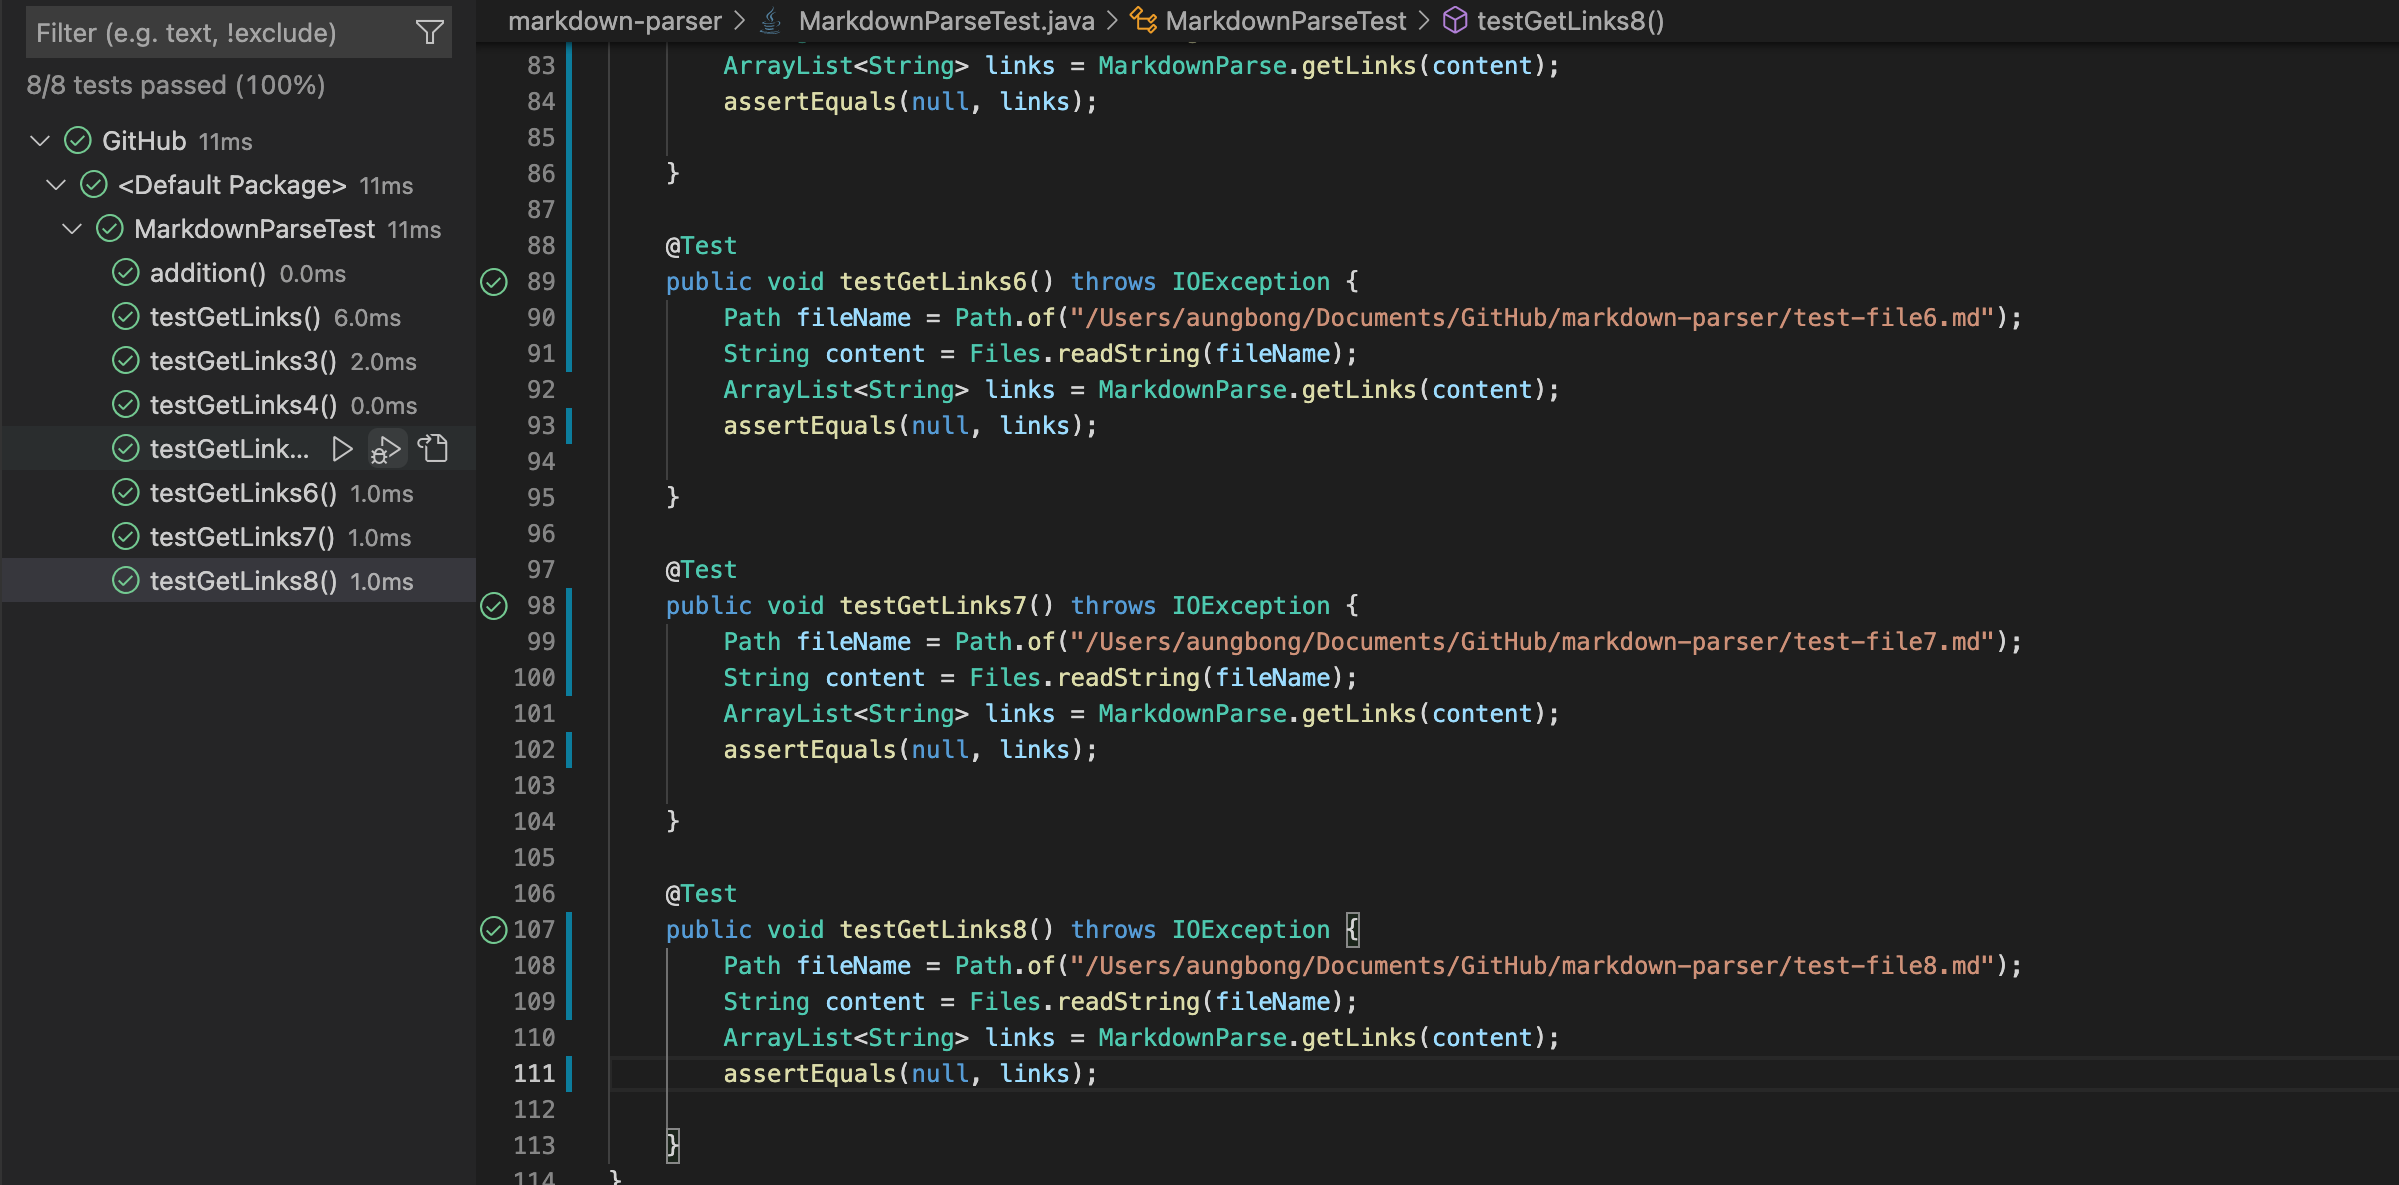 Filter (e.g. text, !exclude)
8/8 tests passed (100%)
GitHub 11ms
<Default Package> 11ms
MarkdownParseTest 11ms
addition() 0.0ms
testGetLinks() 6.0ms
testGetLinks3() 2.0ms
testGetLinks4() 0.0ms
testGetLink...
testGetLinks6() 1.0ms
testGetLinks7() 1.0ms
testGetLinks8() 1.0ms
markdown-parser > MarkdownParseTest.java > MarkdownParseTest > testGetLinks8()
83 ArrayList<String> links = MarkdownParse.getLinks(content);
84 assertEquals(null, links);
85
86 }
87
88 @Test
89 public void testGetLinks6() throws IOException {
90 Path fileName = Path.of("/Users/aungbong/Documents/GitHub/markdown-parser/test-file6.md");
91 String content = Files.readString(fileName);
92 ArrayList<String> links = MarkdownParse.getLinks(content);
93 assertEquals(null, links);
94
95 }
96
97 @Test
98 public void testGetLinks7() throws IOException {
99 Path fileName = Path.of("/Users/aungbong/Documents/GitHub/markdown-parser/test-file7.md");
100 String content = Files.readString(fileName);
101 ArrayList<String> links = MarkdownParse.getLinks(content);
102 assertEquals(null, links);
103
104 }
105
106 @Test
107 public void testGetLinks8() throws IOException {
108 Path fileName = Path.of("/Users/aungbong/Documents/GitHub/markdown-parser/test-file8.md");
109 String content = Files.readString(fileName);
110 ArrayList<String> links = MarkdownParse.getLinks(content);
111 assertEquals(null, links);
112
113 }
114 }